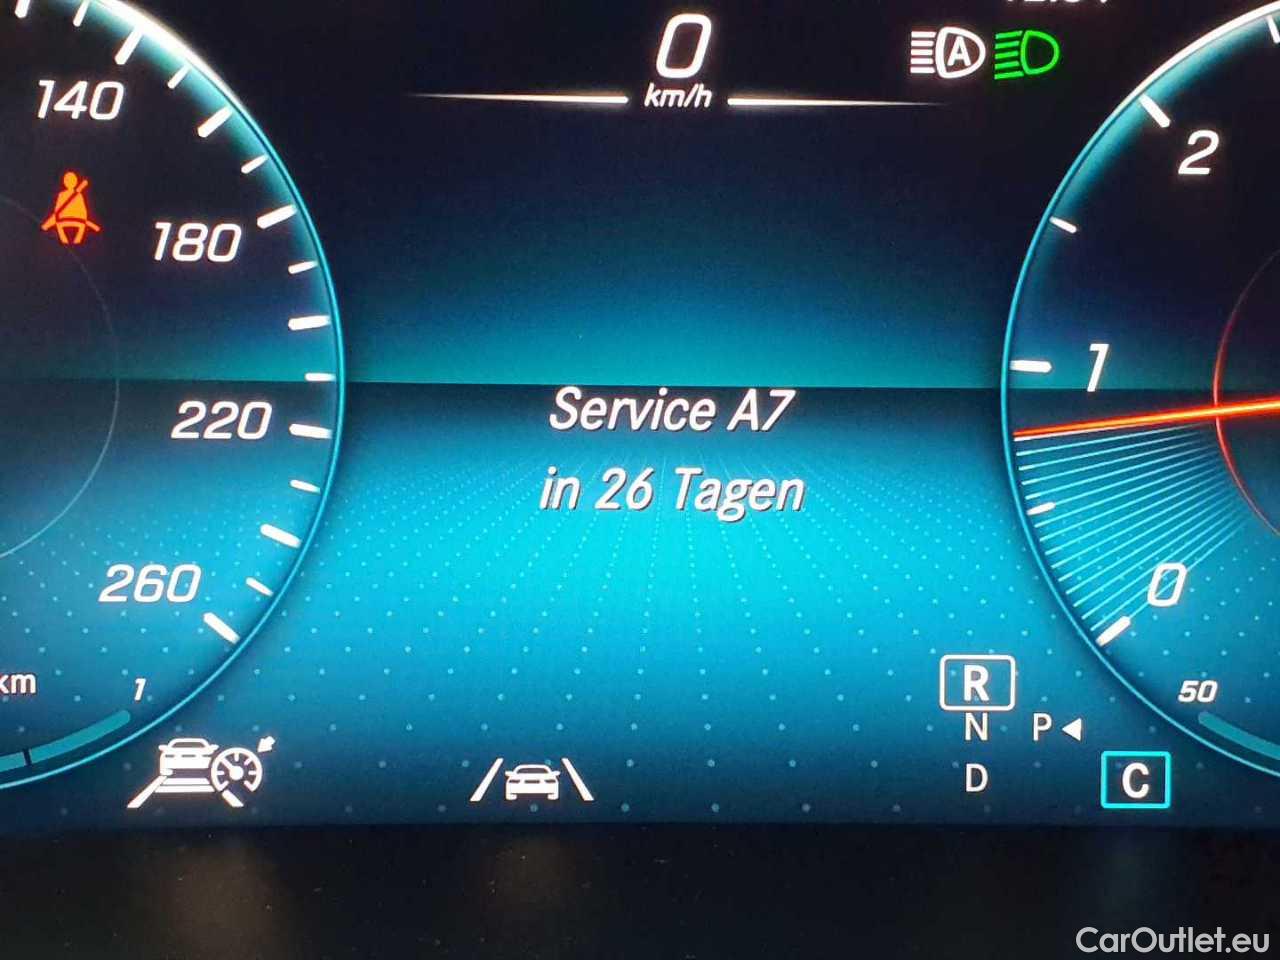 0
km/h
A
140
180
220
260
km
1
Service A7
in 26 Tagen
2
1
0
50
R
N P
D
C
CarOutlet.eu